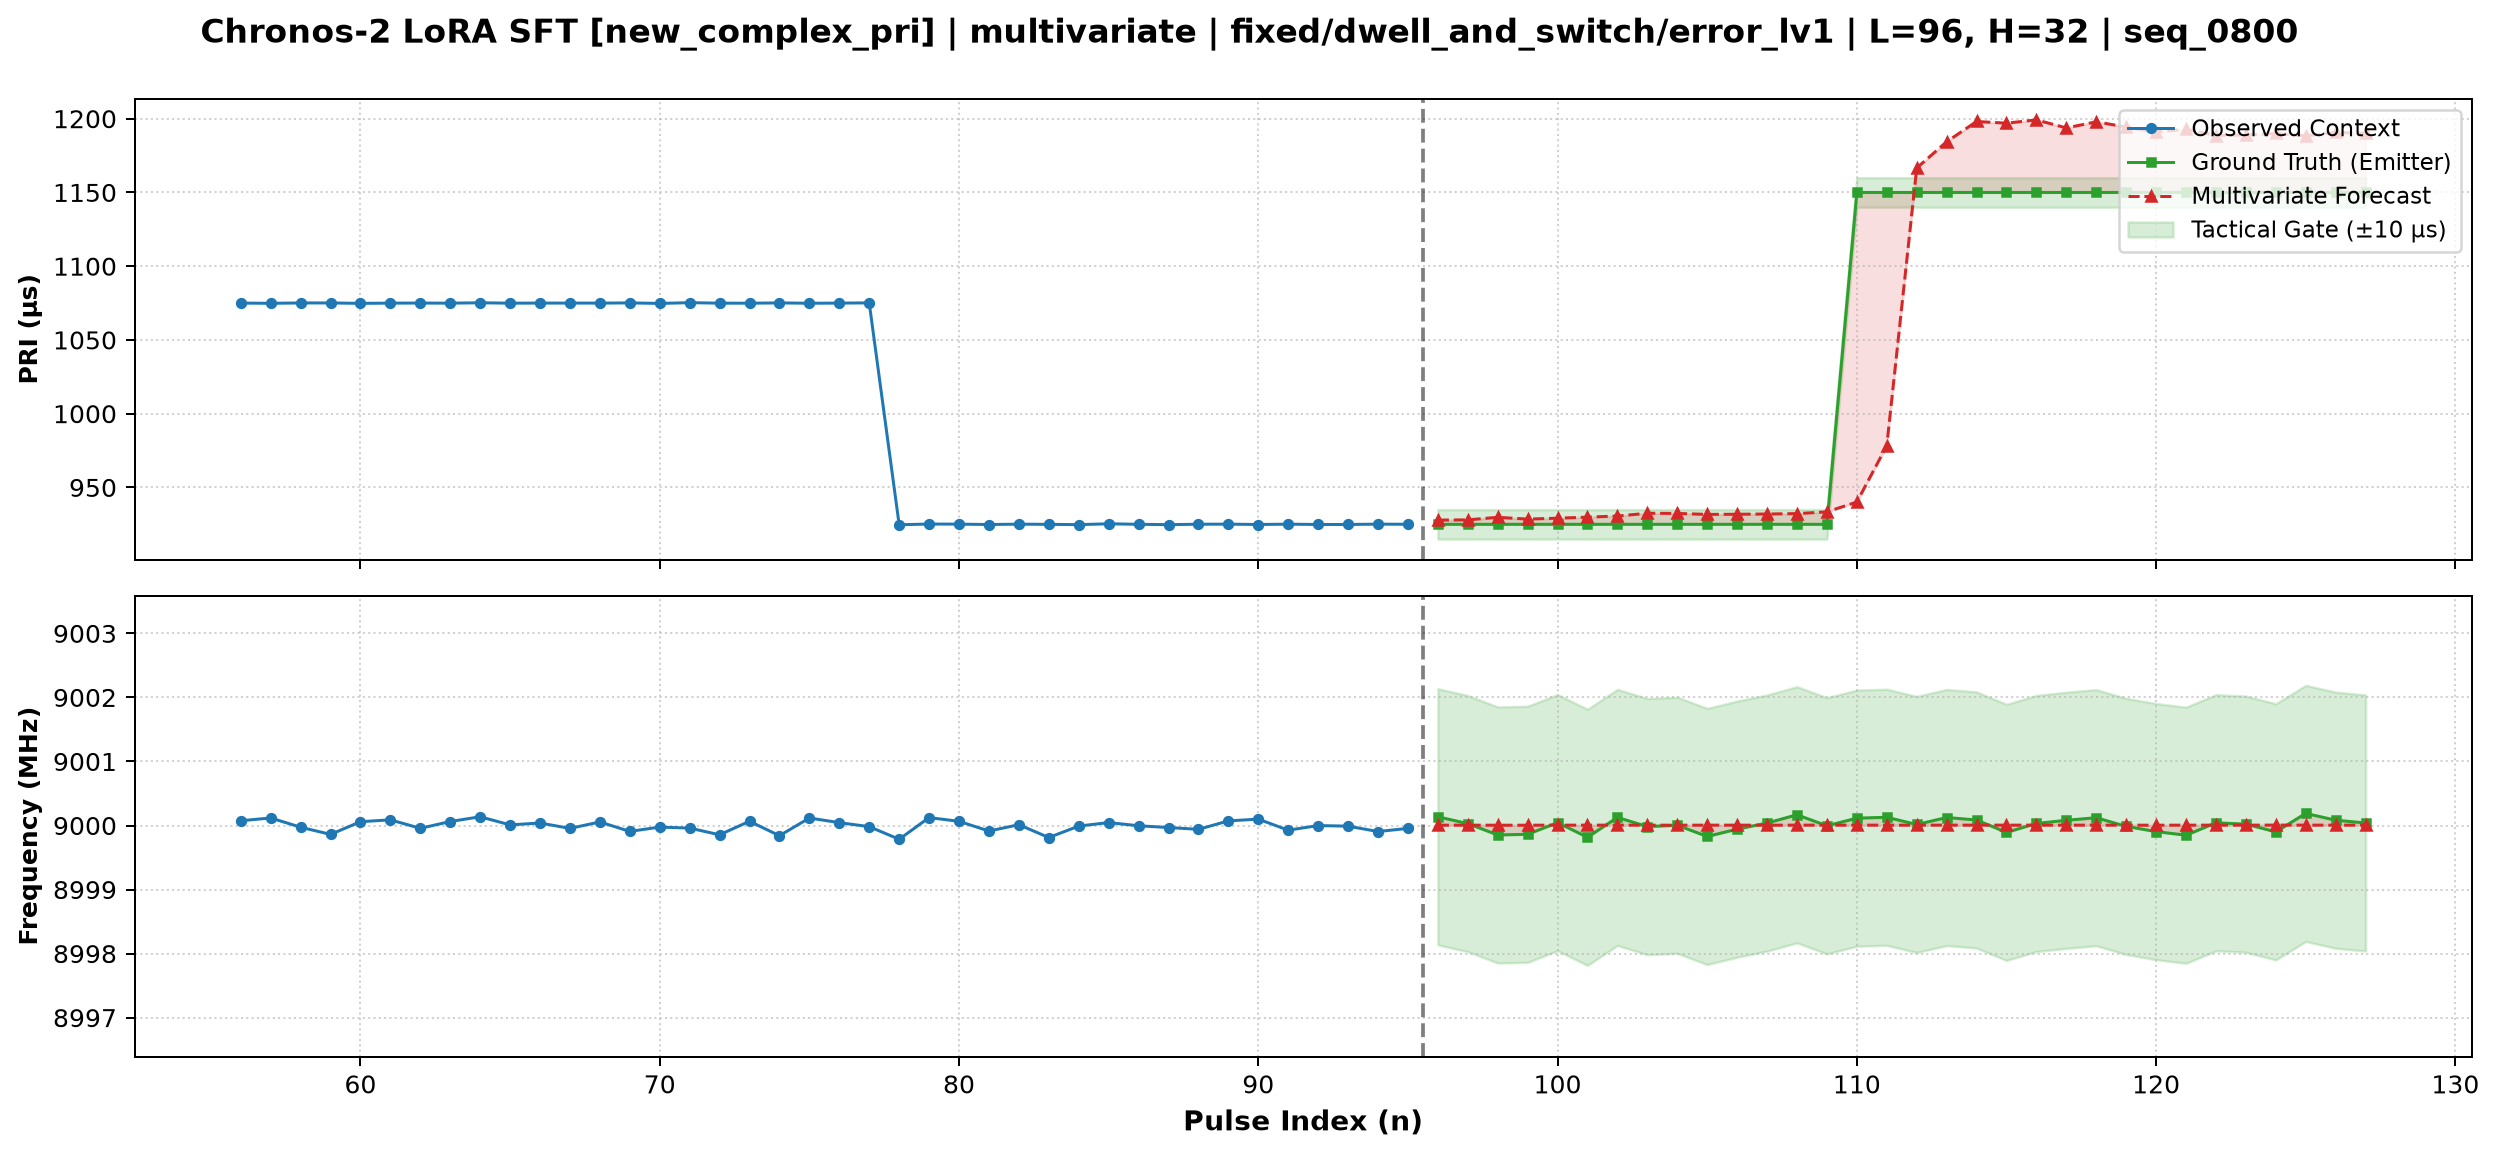 Chronos-2 LoRA SFT [new_complex_pri] | multivariate | fixed/dwell_and_switch/error_lv1 | L=96, H=32 | seq_0800
1200
1150
1100
1050
1000
950
PRI (µs)
Observed Context
Ground Truth (Emitter)
Multivariate Forecast
Tactical Gate (±10 µs)
9003
9002
9001
9000
8999
8998
8997
Frequency (MHz)
60 70 80 90 100 110 120 130
Pulse Index (n)